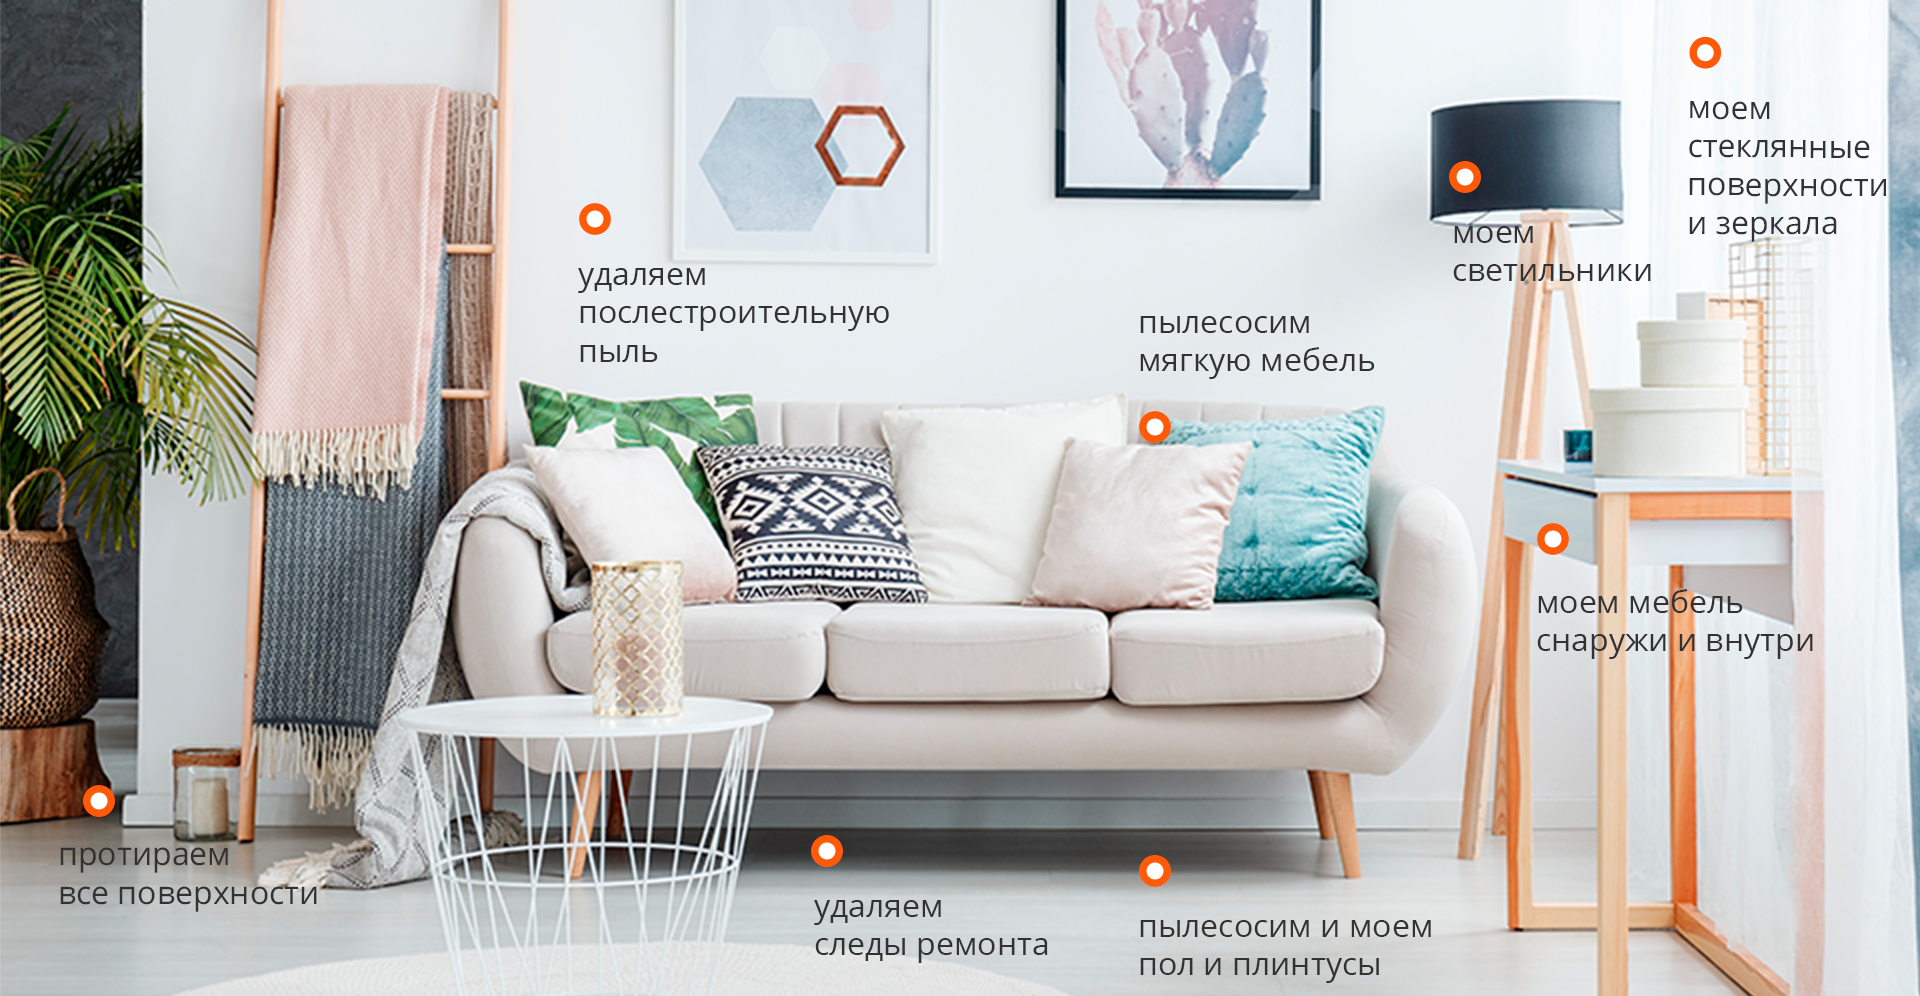 моем
стеклянные
поверхности
и зеркала
моем
светильники
удаляем
послестроительную
пыль
пылесосим
мягкую мебель
моем мебель
снаружи и внутри
протираем
все поверхности
удаляем
следы ремонта
пылесосим и моем
пол и плинтусы